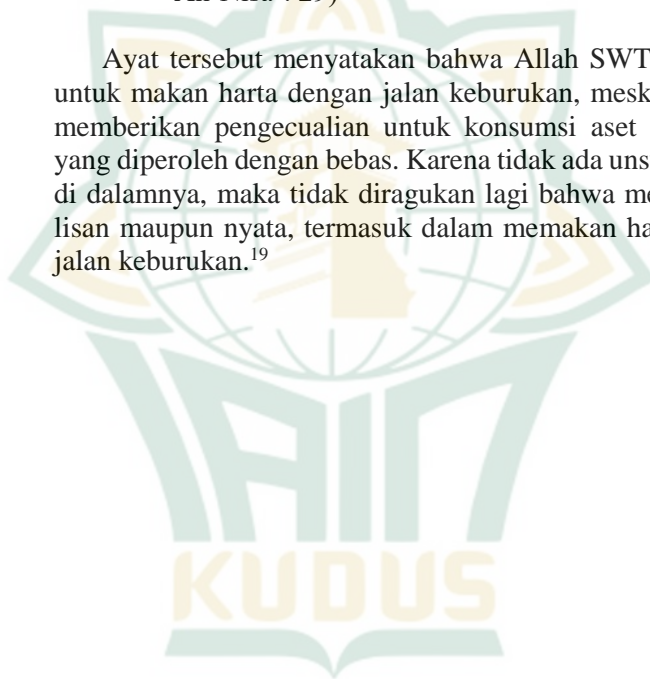 : 29)
Ayat tersebut menyatakan bahwa Allah SWT
untuk makan harta dengan jalan keburukan, mesk
memberikan pengecualian untuk konsumsi aset
yang diperoleh dengan bebas. Karena tidak ada uns
di dalamnya, maka tidak diragukan lagi bahwa me
lisan maupun nyata, termasuk dalam memakan ha
jalan keburukan.19
IAIN
KUDUS